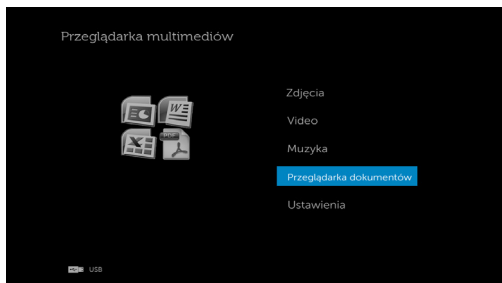 Przeglądarka multimediów
Zdjęcia
Video
Muzyka
Przeglądarka dokumentów
Ustawienia
USB